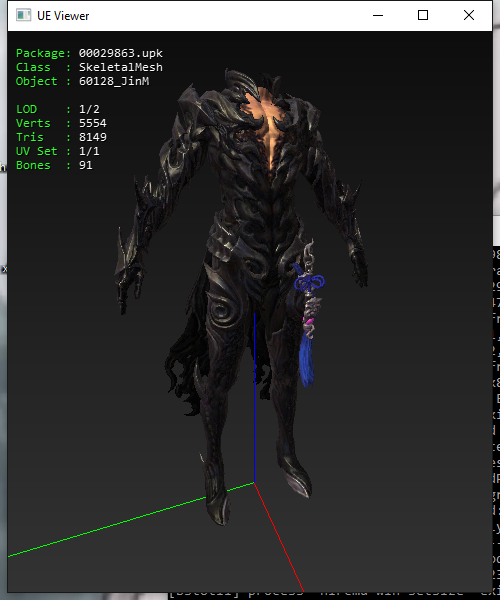 UE Viewer
Package: 00029863.upk
Class : SkeletalMesh
Object : 60128_JinM
LOD : 1/2
Verts : 5554
Tris : 8149
UV Set : 1/1
Bones : 91